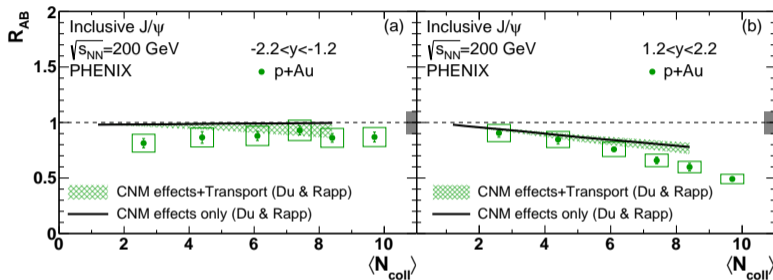 R_AB
2
1.5
1
0.5
0
Inclusive J/ψ (a)
√s_NN=200 GeV -2.2<y<-1.2
PHENIX p+Au
CNM effects+Transport (Du & Rapp)
CNM effects only (Du & Rapp)
0 2 4 6 8 10
⟨N_coll⟩
Inclusive J/ψ (b)
√s_NN=200 GeV 1.2<y<2.2
PHENIX p+Au
CNM effects+Transport (Du & Rapp)
CNM effects only (Du & Rapp)
2 4 6 8 10
⟨N_coll⟩